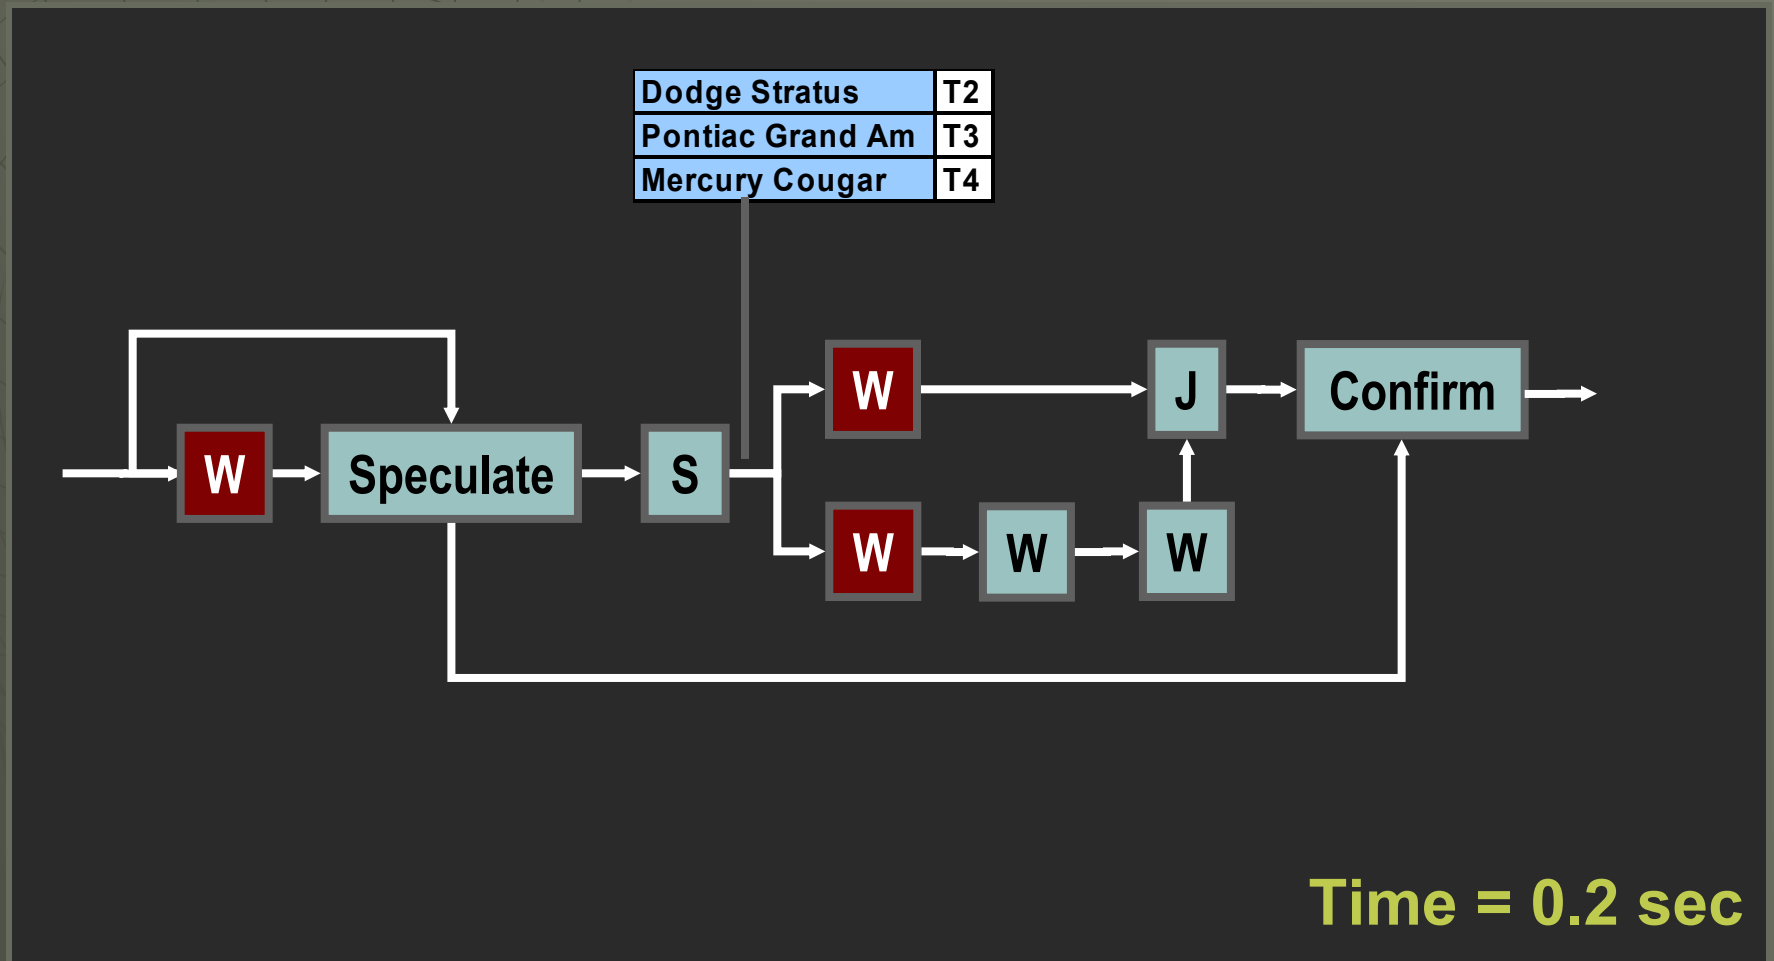 Dodge Stratus T2
Pontiac Grand Am T3
Mercury Cougar T4
W J Confirm
W Speculate S
W W W
Time = 0.2 sec